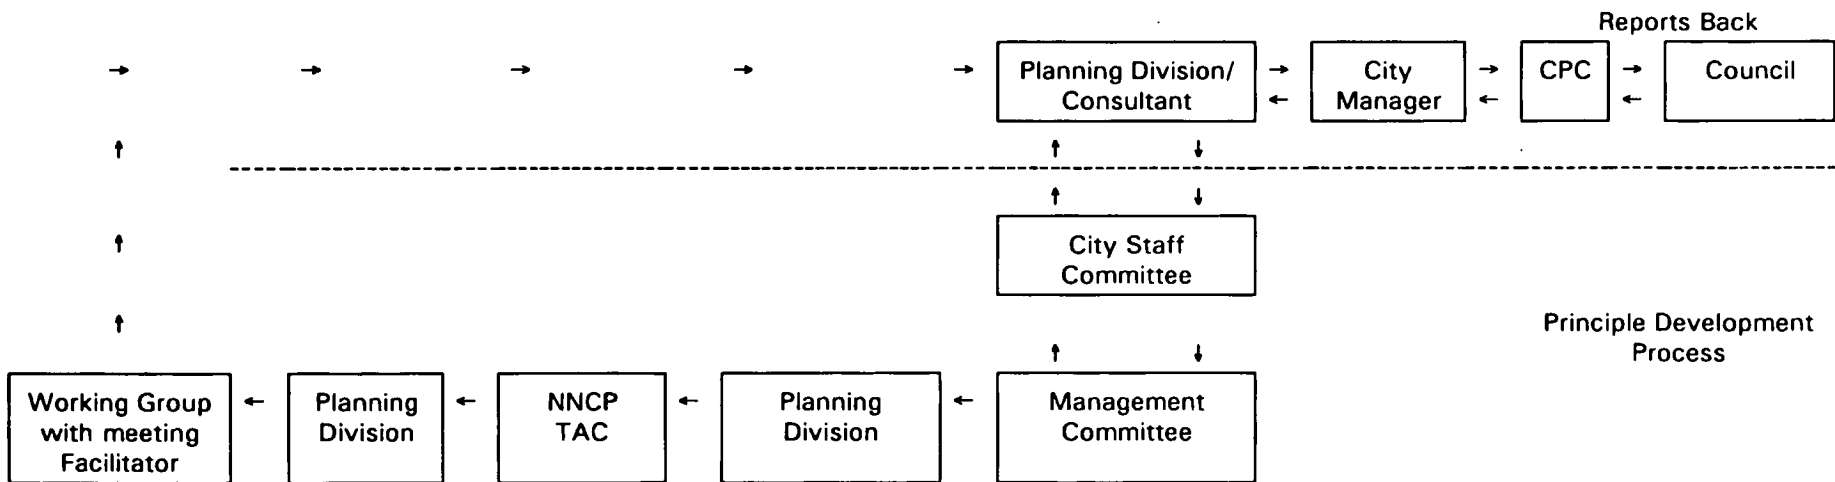 Reports Back
Planning Division/
Consultant
City
Manager
CPC
Council
City Staff
Committee
Principle Development
Process
Working Group
with meeting
Facilitator
Planning
Division
NNCP
TAC
Planning
Division
Management
Committee